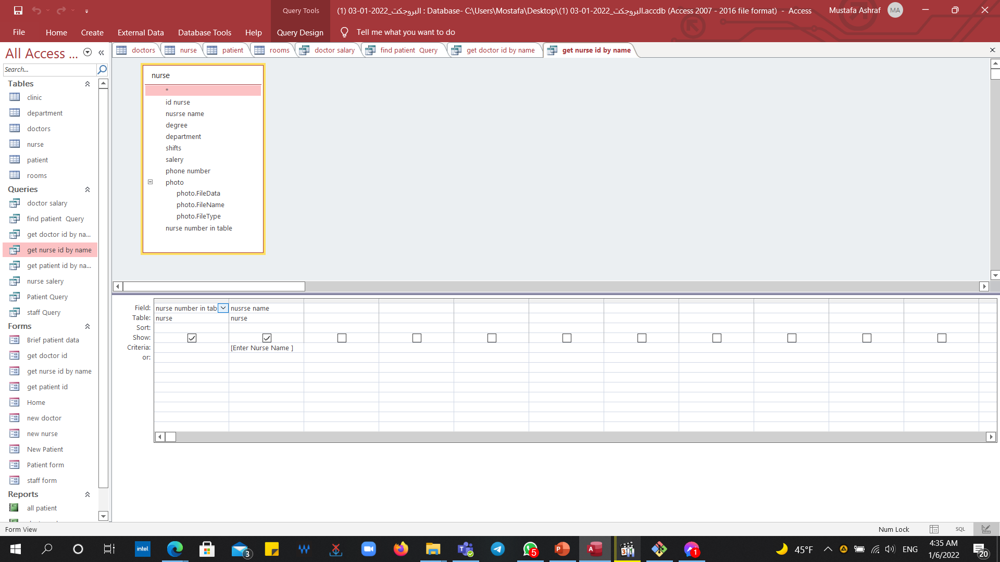 Query Tools
البروجكت_2022-01-03 (1) : Database- C:\Users\Mostafa\Desktop\البروجكت_2022-01-03 (1).accdb (Access 2007 - 2016 file format) - Access
Mustafa Ashraf
MA
File
Home
Create
External Data
Database Tools
Help
Query Design
Tell me what you want to do
All Access ...
doctors
nurse
patient
rooms
doctor salary
find patient Query
get doctor id by name
get nurse id by name
Search...
Tables
clinic
department
doctors
nurse
patient
rooms
Queries
doctor salary
find patient Query
get doctor id by na...
get nurse id by name
get patient id by na...
nurse salery
Patient Query
staff Query
Forms
Brief patient data
get doctor id
get nurse id by name
get patient id
Home
new doctor
new nurse
New Patient
Patient form
staff form
Reports
all patient
nurse
*
id nurse
nusrse name
degree
department
shifts
salery
phone number
photo
photo.FileData
photo.FileName
photo.FileType
nurse number in table
Field: nurse number in tab nusrse name
Table: nurse nurse
Sort:
Show:
Criteria: [Enter Nurse Name ]
or:
Form View
Num Lock
SQL
intel
3
5
1
45°F
ENG
4:35 AM
1/6/2022
20